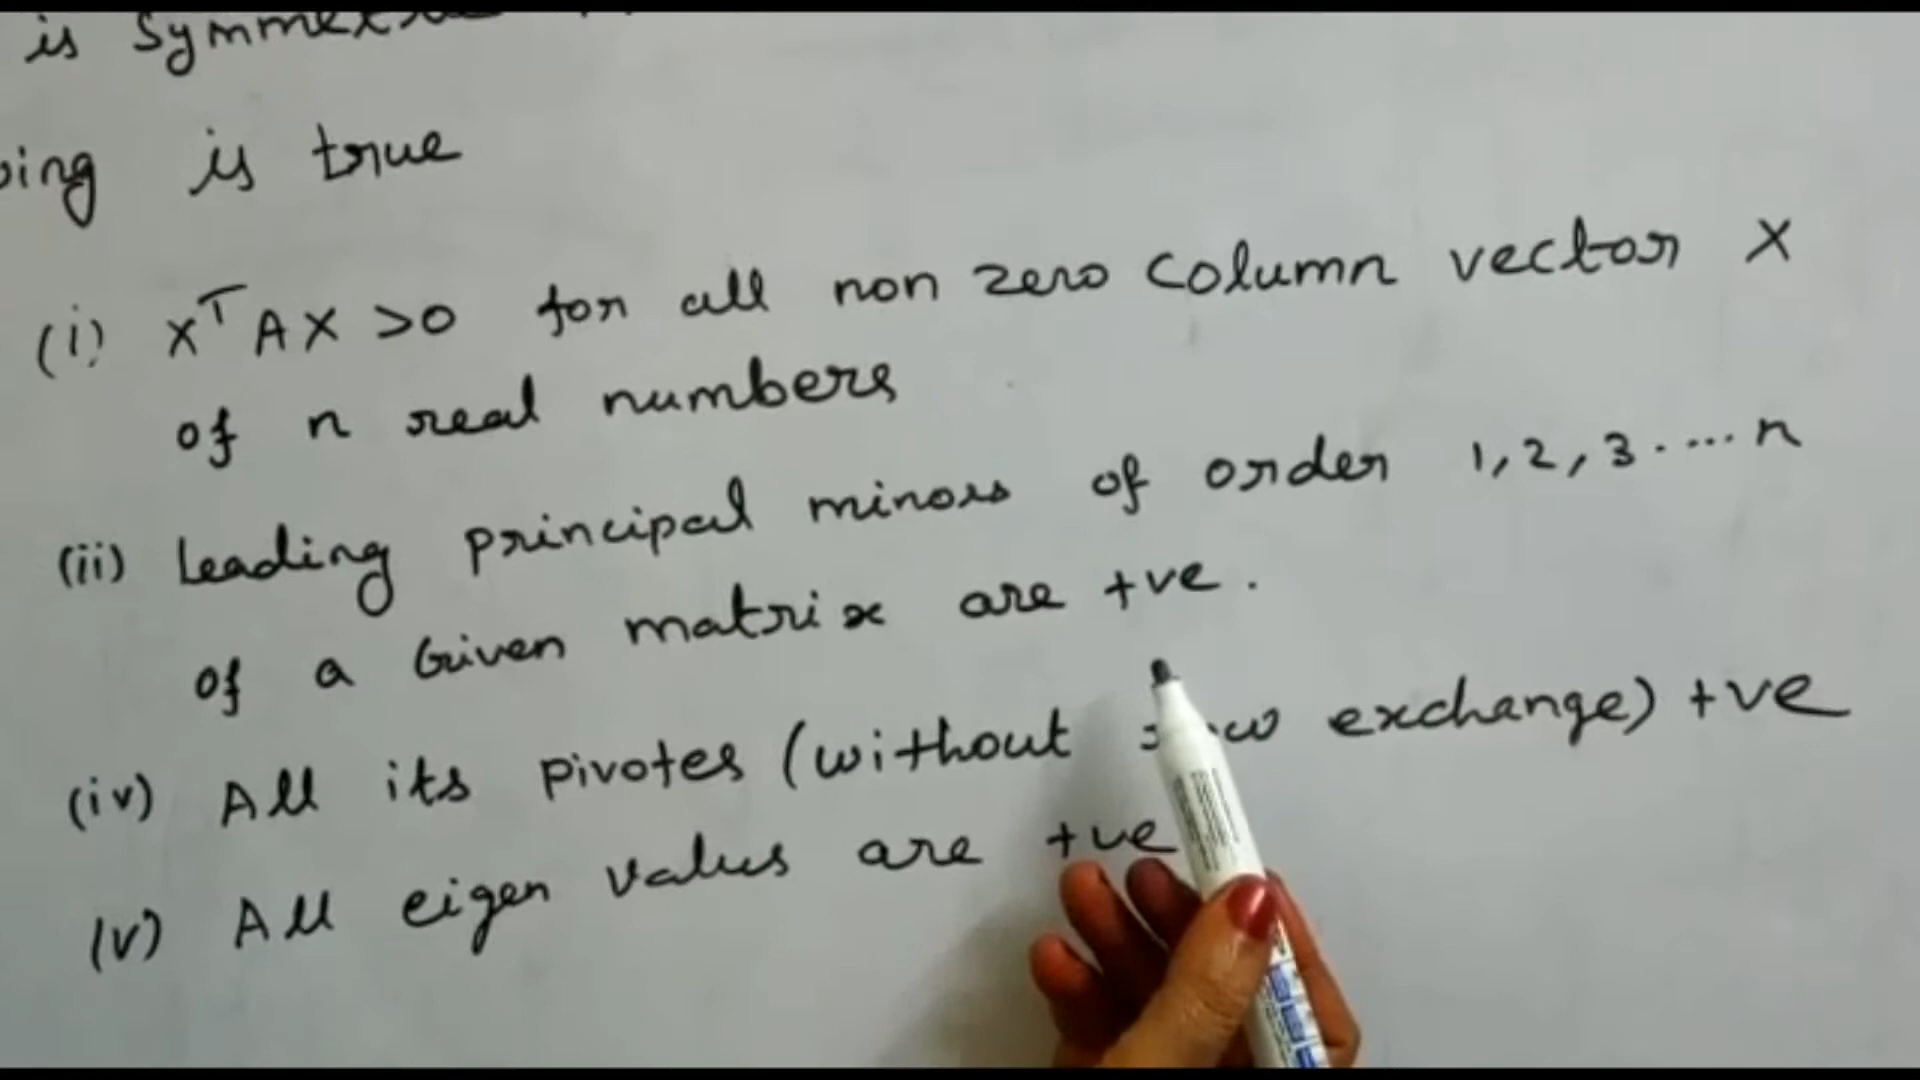 is Symmetric
is true
(i) X^T AX >0 for all non zero Column vector X
of n real numbers
(ii) Leading principal minors of order 1, 2, 3.... n
of a Given matrix are +ve.
(iv) All its pivotes (without exchange) +ve
(v) All eigen values are +ve